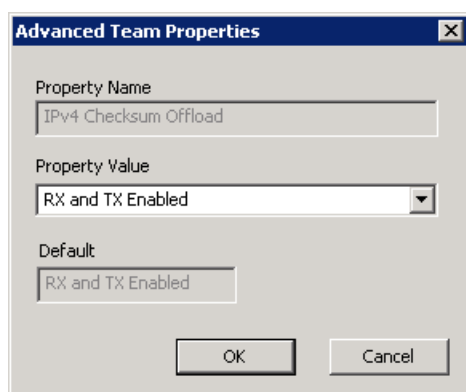 Advanced Team Properties
Property Name
IPv4 Checksum Offload
Property Value
RX and TX Enabled
Default
RX and TX Enabled
OK
Cancel